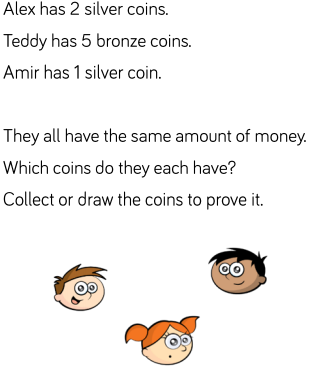 Alex has 2 silver coins.
Teddy has 5 bronze coins.
Amir has 1 silver coin.
They all have the same amount of money.
Which coins do they each have?
Collect or draw the coins to prove it.